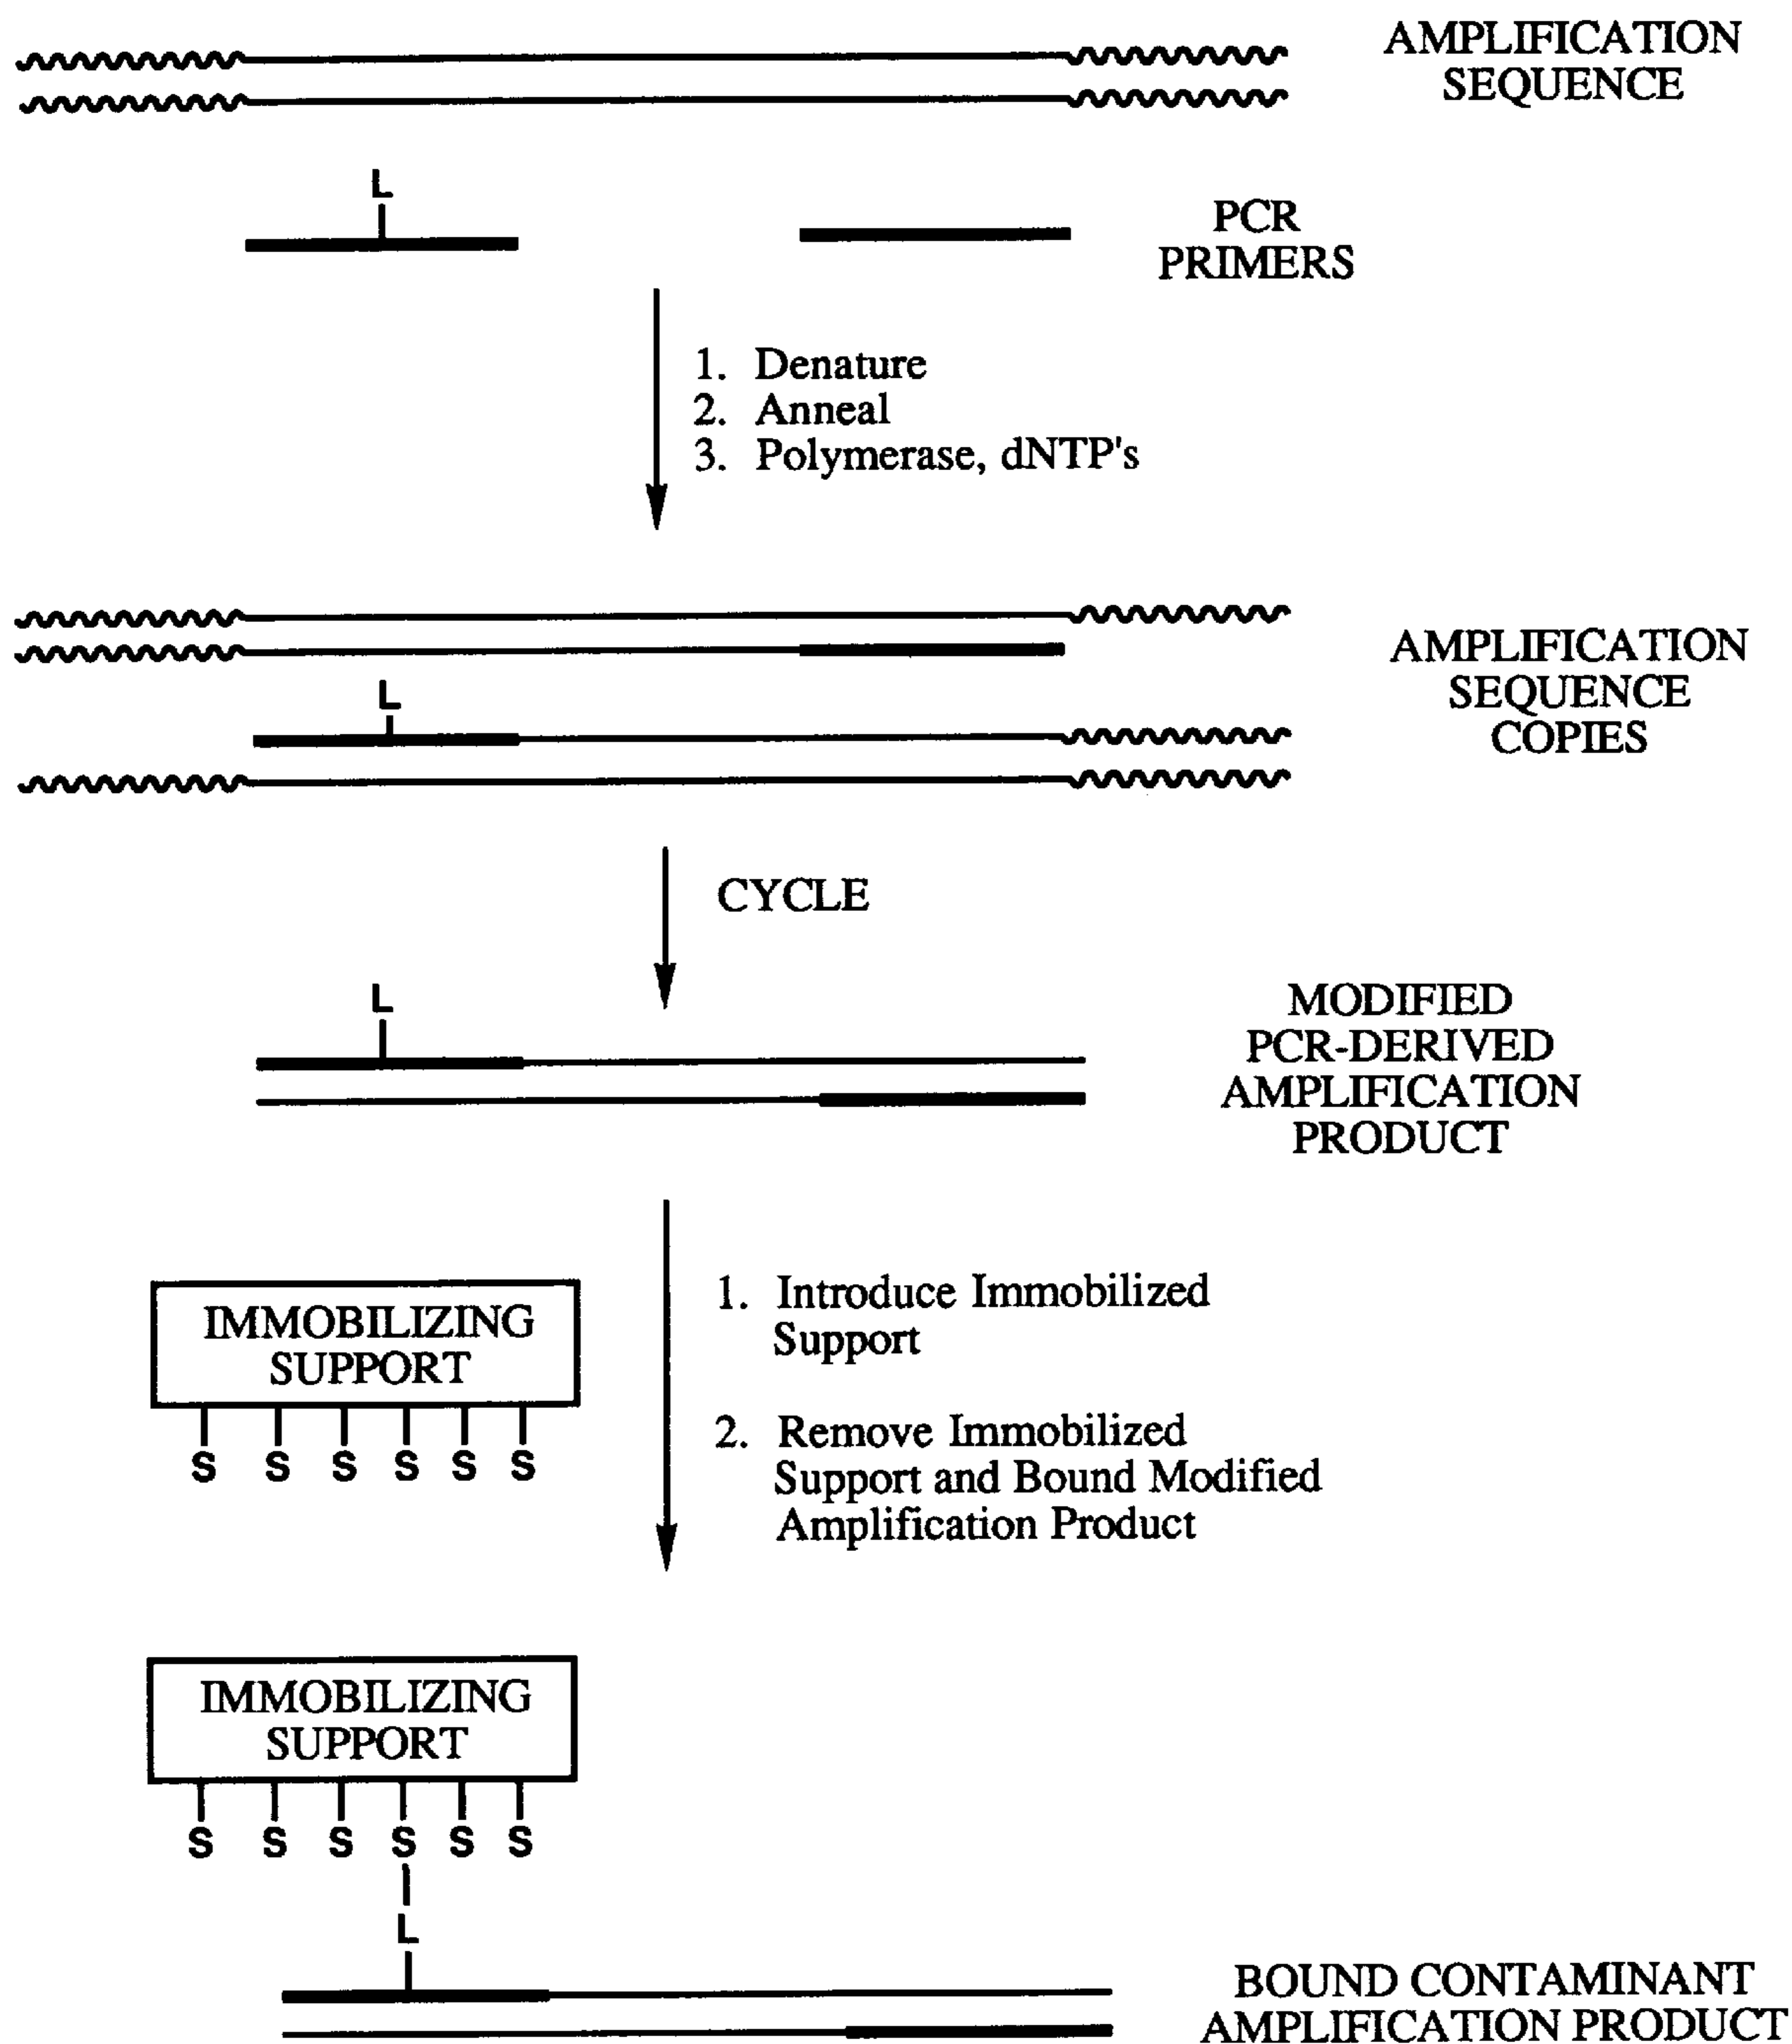 AMPLIFICATION
SEQUENCE
L
PCR
PRIMERS
1. Denature
2. Anneal
3. Polymerase, dNTP's
AMPLIFICATION
SEQUENCE
COPIES
L
CYCLE
L
MODIFIED
PCR-DERIVED
AMPLIFICATION
PRODUCT
IMMOBILIZING
SUPPORT
S S S S S S
1. Introduce Immobilized
Support
2. Remove Immobilized
Support and Bound Modified
Amplification Product
IMMOBILIZING
SUPPORT
S S S S S S
L
BOUND CONTAMINANT
AMPLIFICATION PRODUCT